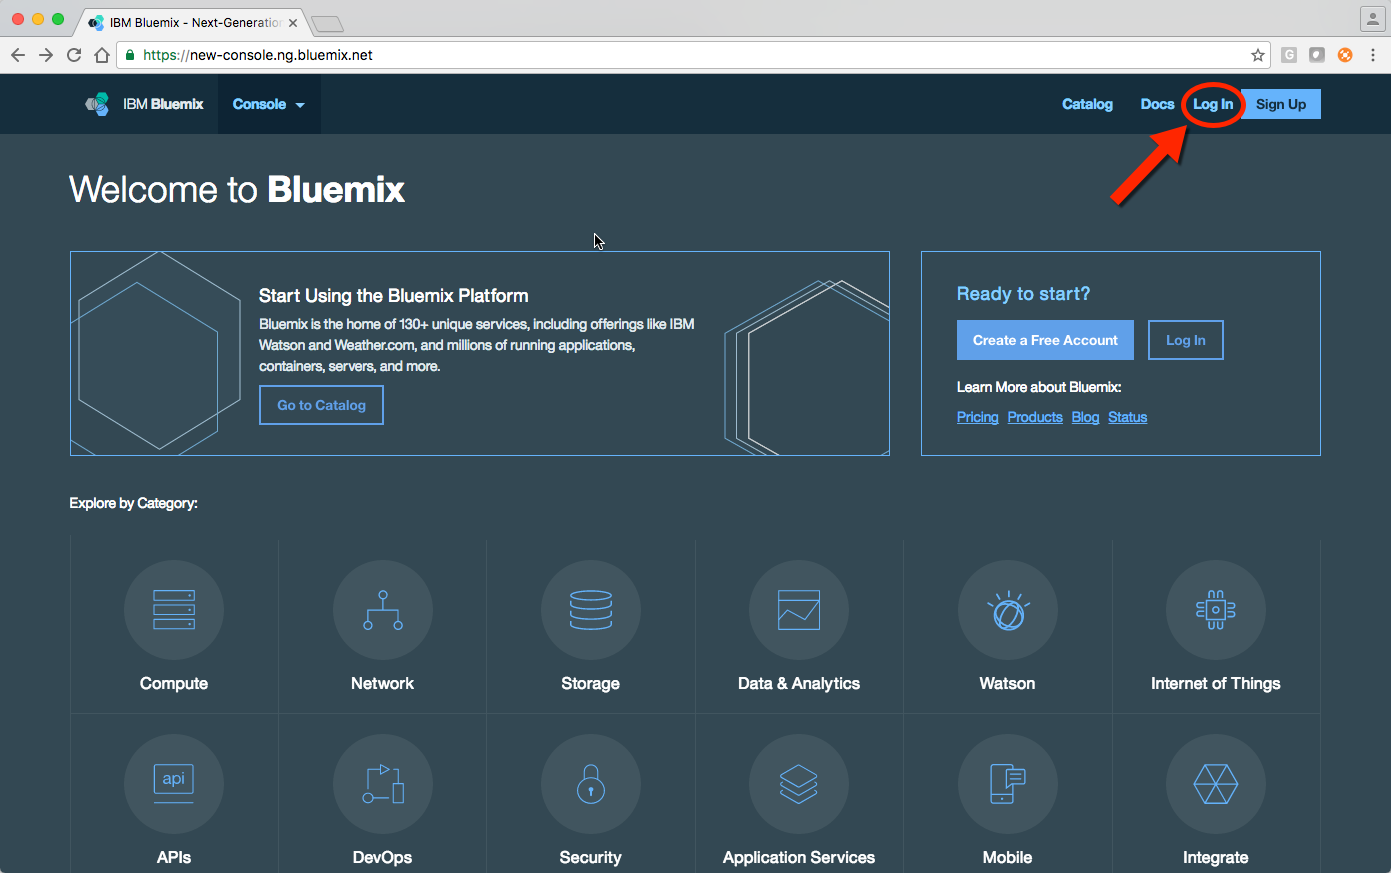 IBM Bluemix - Next-Generation
https://new-console.ng.bluemix.net
G
IBM Bluemix
Console
Catalog
Docs
Log In
Sign Up
Welcome to Bluemix
Start Using the Bluemix Platform
Bluemix is the home of 130+ unique services, including offerings like IBM
Watson and Weather.com, and millions of running applications,
containers, servers, and more.
Go to Catalog
Ready to start?
Create a Free Account
Log In
Learn More about Bluemix:
Pricing Products Blog Status
Explore by Category:
Compute
Network
Storage
Data & Analytics
Watson
Internet of Things
api
APIs
DevOps
Security
Application Services
Mobile
Integrate